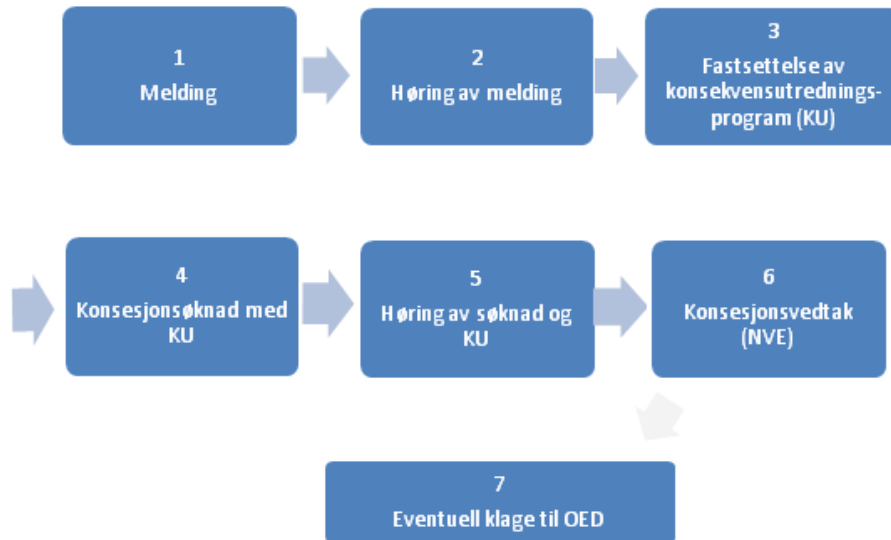 1
Melding
2
Høring av melding
3
Fastsettelse av
konsekvensutrednings-
program (KU)
4
Konsesjonsøknad med
KU
5
Høring av søknad og
KU
6
Konsesjonsvedtak
(NVE)
7
Eventuell klage til OED